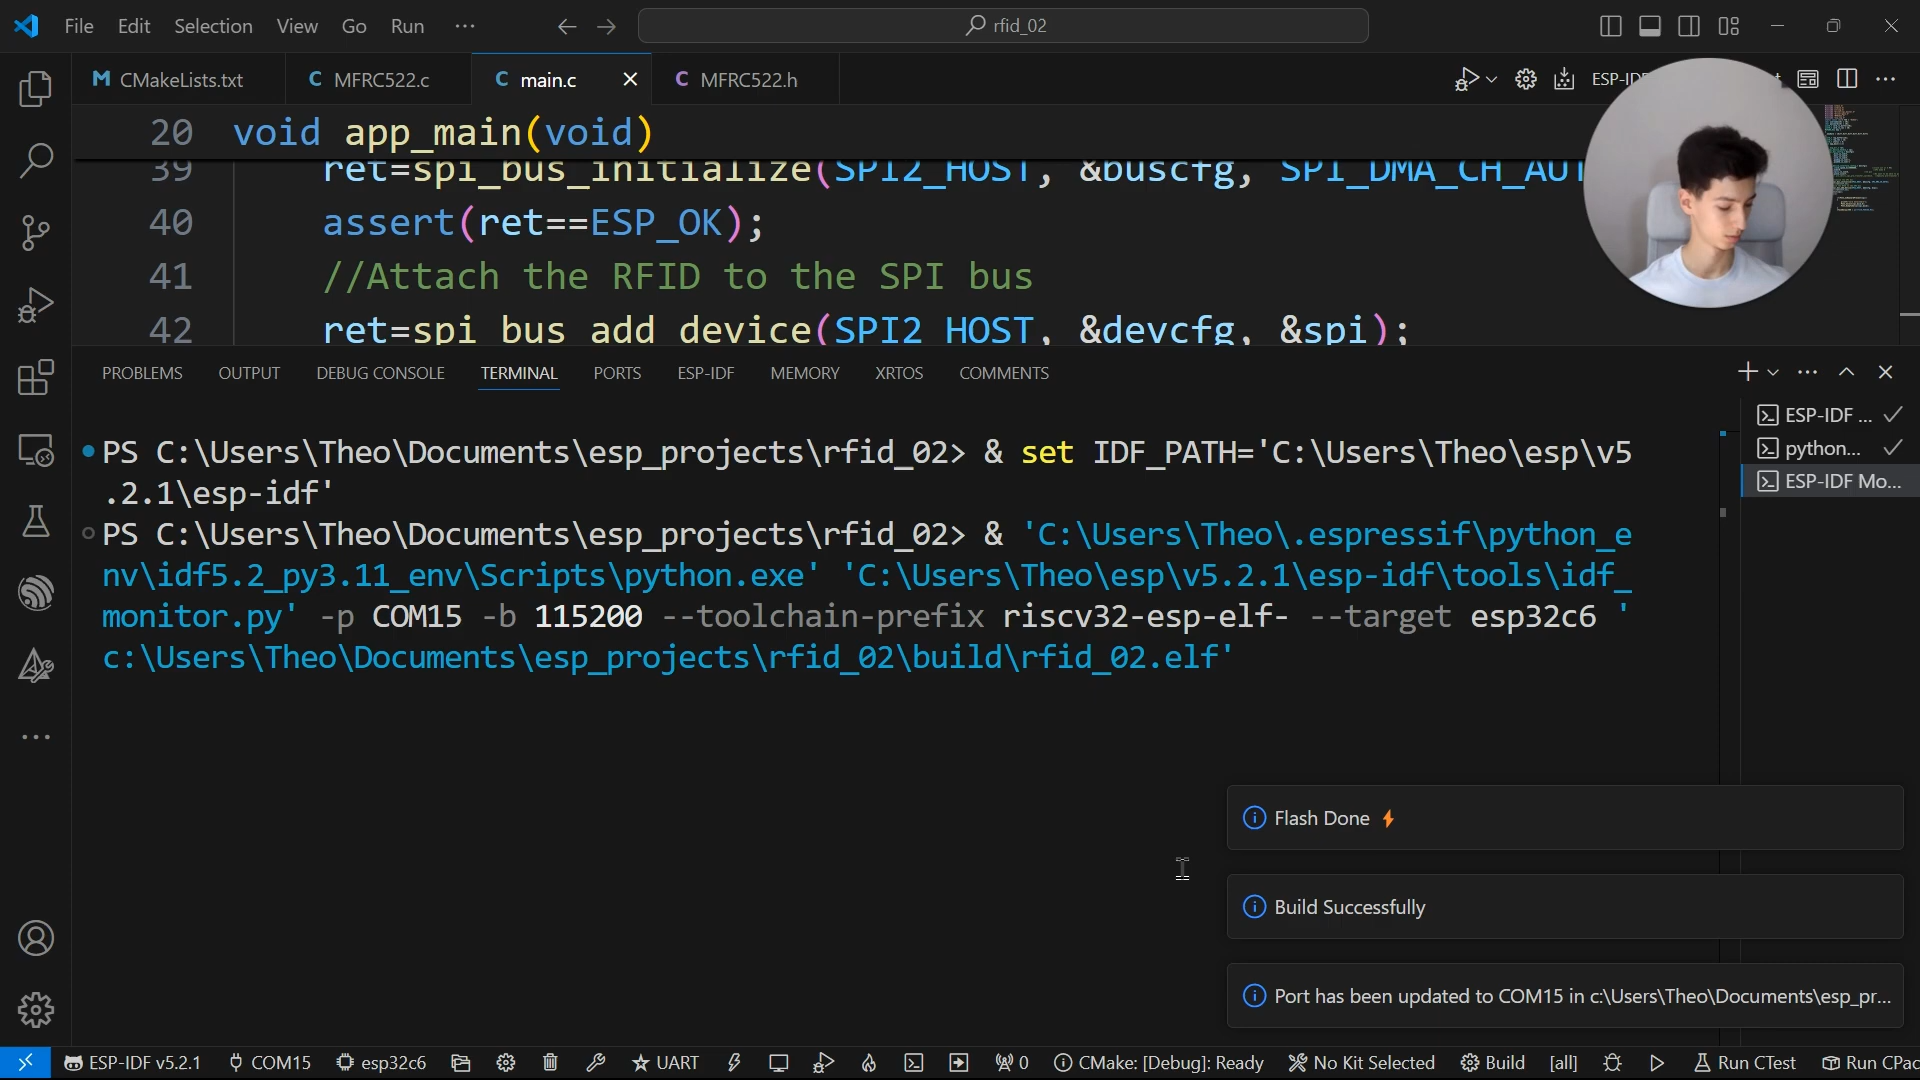 File Edit Selection View Go Run ··· rfid_02
CMakeLists.txt MFRC522.c main.c MFRC522.h
20 void app_main(void)
39 ret=spi_bus_initialize(SPI2_HOST, &buscfg, SPI_DMA_CH_AUT
40 assert(ret==ESP_OK);
41 //Attach the RFID to the SPI bus
42 ret=spi_bus_add_device(SPI2_HOST, &devcfg, &spi);
PROBLEMS OUTPUT DEBUG CONSOLE TERMINAL PORTS ESP-IDF MEMORY XRTOS COMMENTS
ESP-IDF ...
python...
ESP-IDF Mo...
PS C:\Users\Theo\Documents\esp_projects\rfid_02> & set IDF_PATH='C:\Users\Theo\esp\v5
.2.1\esp-idf'
PS C:\Users\Theo\Documents\esp_projects\rfid_02> & 'C:\Users\Theo\.espressif\python_e
nv\idf5.2_py3.11_env\Scripts\python.exe' 'C:\Users\Theo\esp\v5.2.1\esp-idf\tools\idf_
monitor.py' -p COM15 -b 115200 --toolchain-prefix riscv32-esp-elf- --target esp32c6 '
c:\Users\Theo\Documents\esp_projects\rfid_02\build\rfid_02.elf'
Flash Done ⚡
Build Successfully
Port has been updated to COM15 in c:\Users\Theo\Documents\esp_pr...
ESP-IDF v5.2.1 COM15 esp32c6 UART 0 CMake: [Debug]: Ready No Kit Selected Build [all] Run CTest Run CPac